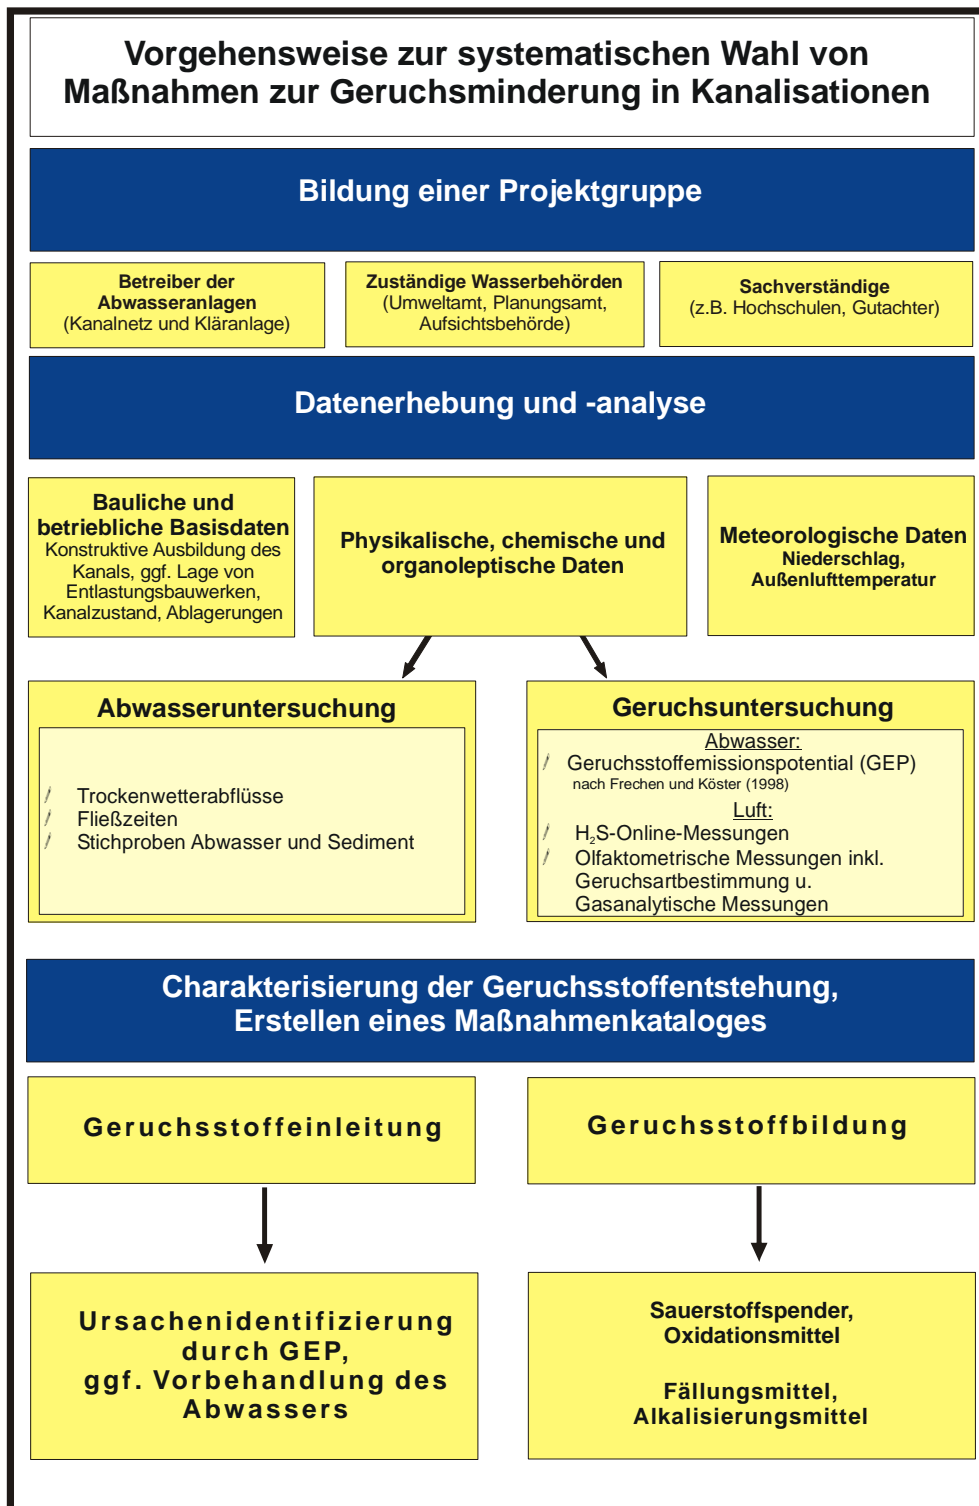 Vorgehensweise zur systematischen Wahl von
Maßnahmen zur Geruchsminderung in Kanalisationen
Bildung einer Projektgruppe
Betreiber der
Abwasseranlagen
(Kanalnetz und Kläranlage)
Zuständige Wasserbehörden
(Umweltamt, Planungsamt,
Aufsichtsbehörde)
Sachverständige
(z.B. Hochschulen, Gutachter)
Datenerhebung und -analyse
Bauliche und
betriebliche Basisdaten
Konstruktive Ausbildung des
Kanals, ggf. Lage von
Entlastungsbauwerken,
Kanalzustand, Ablagerungen
Physikalische, chemische und
organoleptische Daten
Meteorologische Daten
Niederschlag,
Außenlufttemperatur
Abwasseruntersuchung
Trockenwetterabflüsse
Fließzeiten
Stichproben Abwasser und Sediment
Geruchsuntersuchung
Abwasser:
Geruchsstoffemissionspotential (GEP)
nach Frechen und Köster (1998)
Luft:
H₂S-Online-Messungen
Olfaktometrische Messungen inkl.
Geruchsartbestimmung u.
Gasanalytische Messungen
Charakterisierung der Geruchsstoffentstehung,
Erstellen eines Maßnahmenkataloges
Geruchsstoffeinleitung
Geruchsstoffbildung
Ursachenidentifizierung
durch GEP,
ggf. Vorbehandlung des
Abwassers
Sauerstoffspender,
Oxidationsmittel
Fällungsmittel,
Alkalisierungsmittel